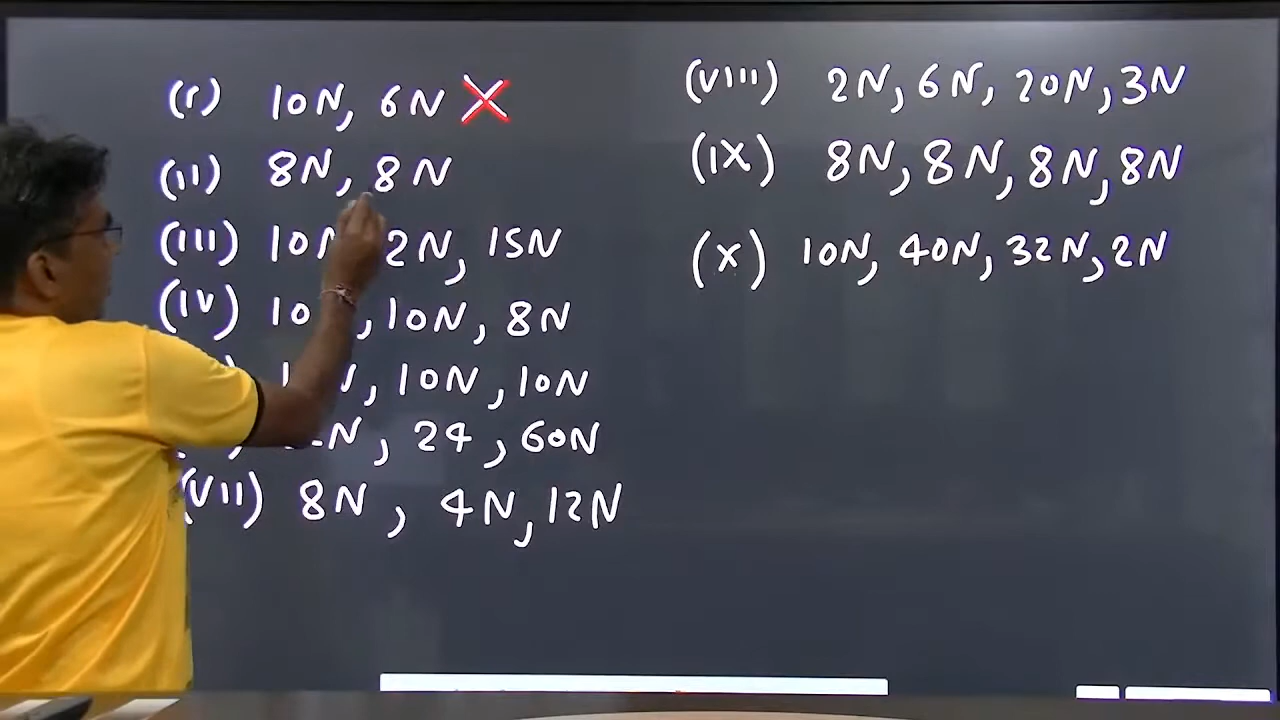 (i) 10N, 6N X
(ii) 8N, 8N
(iii) 10N 2N, 15N
(iv) 10 , 10N, 8N
N, 10N, 10N
2N, 24, 60N
(vii) 8N, 4N, 12N
(viii) 2N, 6N, 20N, 3N
(ix) 8N, 8N, 8N, 8N
(x) 10N, 40N, 32N, 2N